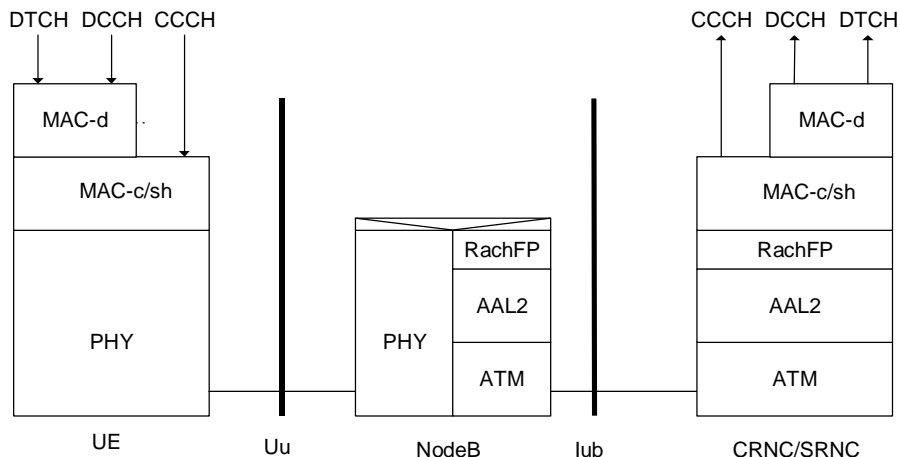 DTCH DCCH CCCH
CCCH DCCH DTCH
MAC-d
MAC-d
MAC-c/sh
MAC-c/sh
RachFP
RachFP
PHY
PHY
AAL2
AAL2
ATM
ATM
UE
Uu
NodeB
Iub
CRNC/SRNC